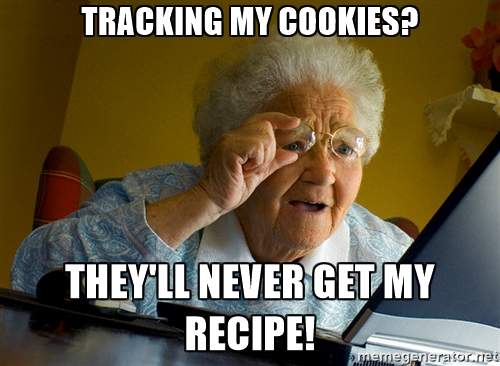 TRACKING MY COOKIES?
THEY'LL NEVER GET MY
RECIPE!
memegenerator.net